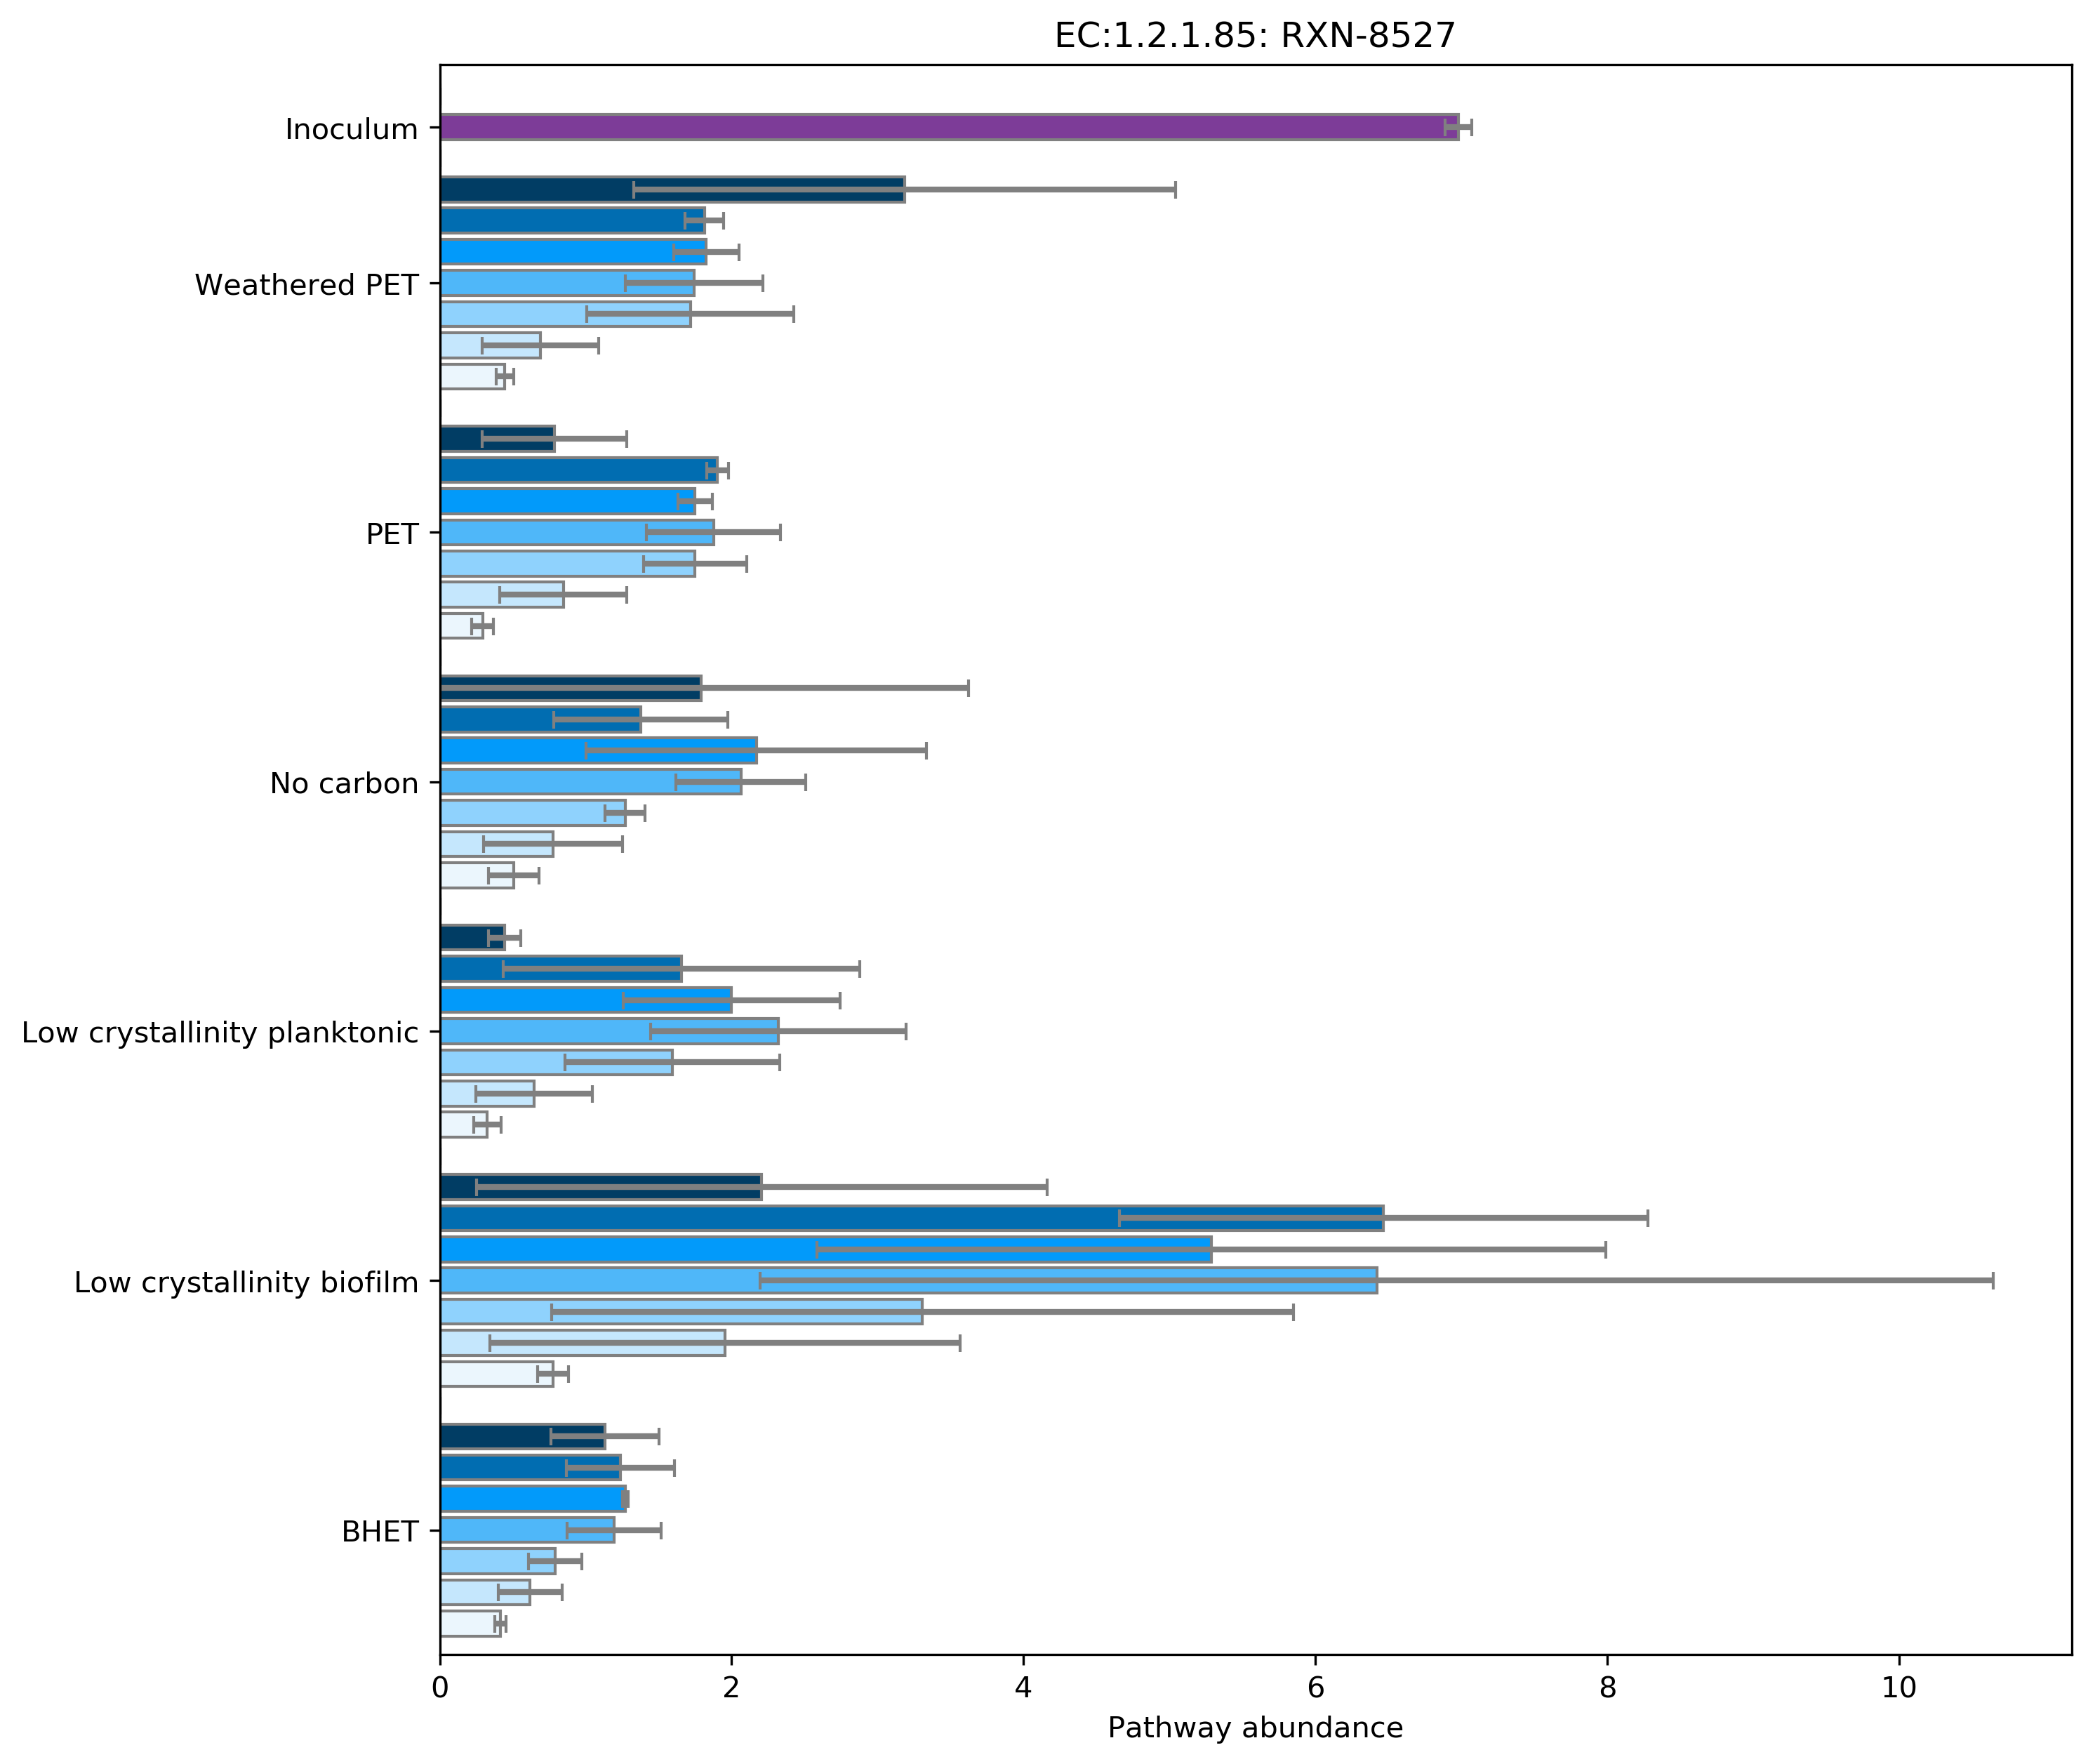 EC:1.2.1.85: RXN-8527
Inoculum
Weathered PET
PET
No carbon
Low crystallinity planktonic
Low crystallinity biofilm
BHET
0 2 4 6 8 10
Pathway abundance